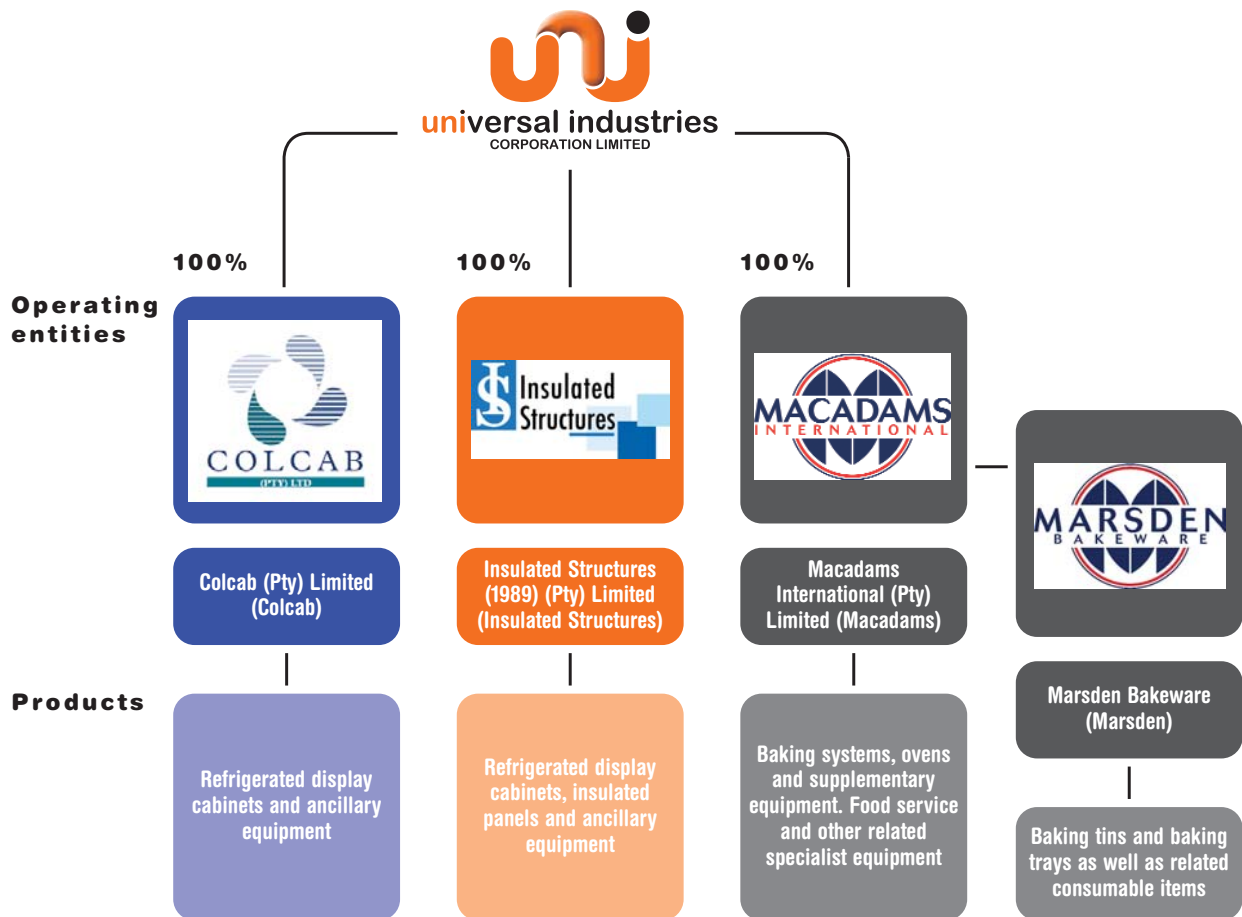 uni
universal industries
CORPORATION LIMITED
100%
100%
100%
Operating
entities
COLCAB
(PTY) LTD
IS
Insulated
Structures
MACADAMS
INTERNATIONAL
MARSDEN
BAKEWARE
Colcab (Pty) Limited
(Colcab)
Insulated Structures
(1989) (Pty) Limited
(Insulated Structures)
Macadams
International (Pty)
Limited (Macadams)
Marsden Bakeware
(Marsden)
Products
Refrigerated display
cabinets and ancillary
equipment
Refrigerated display
cabinets, insulated
panels and ancillary
equipment
Baking systems, ovens
and supplementary
equipment. Food service
and other related
specialist equipment
Baking tins and baking
trays as well as related
consumable items